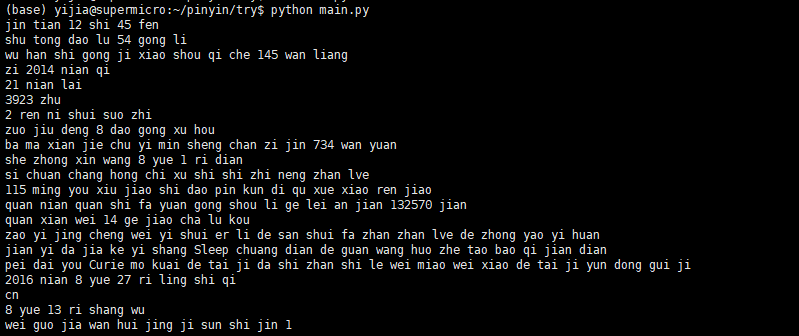 (base) yijia@supermicro:~/pinyin/try$ python main.py
jin tian 12 shi 45 fen
shu tong dao lu 54 gong li
wu han shi gong ji xiao shou qi che 145 wan liang
zi 2014 nian qi
21 nian lai
3923 zhu
2 ren ni shui suo zhi
zuo jiu deng 8 dao gong xu hou
ba ma xian jie chu yi min sheng chan zi jin 734 wan yuan
she zhong xin wang 8 yue 1 ri dian
si chuan chang hong chi xu shi shi zhi neng zhan lve
115 ming you xiu jiao shi dao pin kun di qu xue xiao ren jiao
quan nian quan shi fa yuan gong shou li ge lei an jian 132570 jian
quan xian wei 14 ge jiao cha lu kou
zao yi jing cheng wei yi shui er li de san shui fa zhan zhan lve de zhong yao yi huan
jian yi da jia ke yi shang Sleep chuang dian de guan wang huo zhe tao bao qi jian dian
pei dai you Curie mo kuai de tai ji da shi zhan shi le wei miao wei xiao de tai ji yun dong gui ji
2016 nian 8 yue 27 ri ling shi qi
cn
8 yue 13 ri shang wu
wei guo jia wan hui jing ji sun shi jin 1